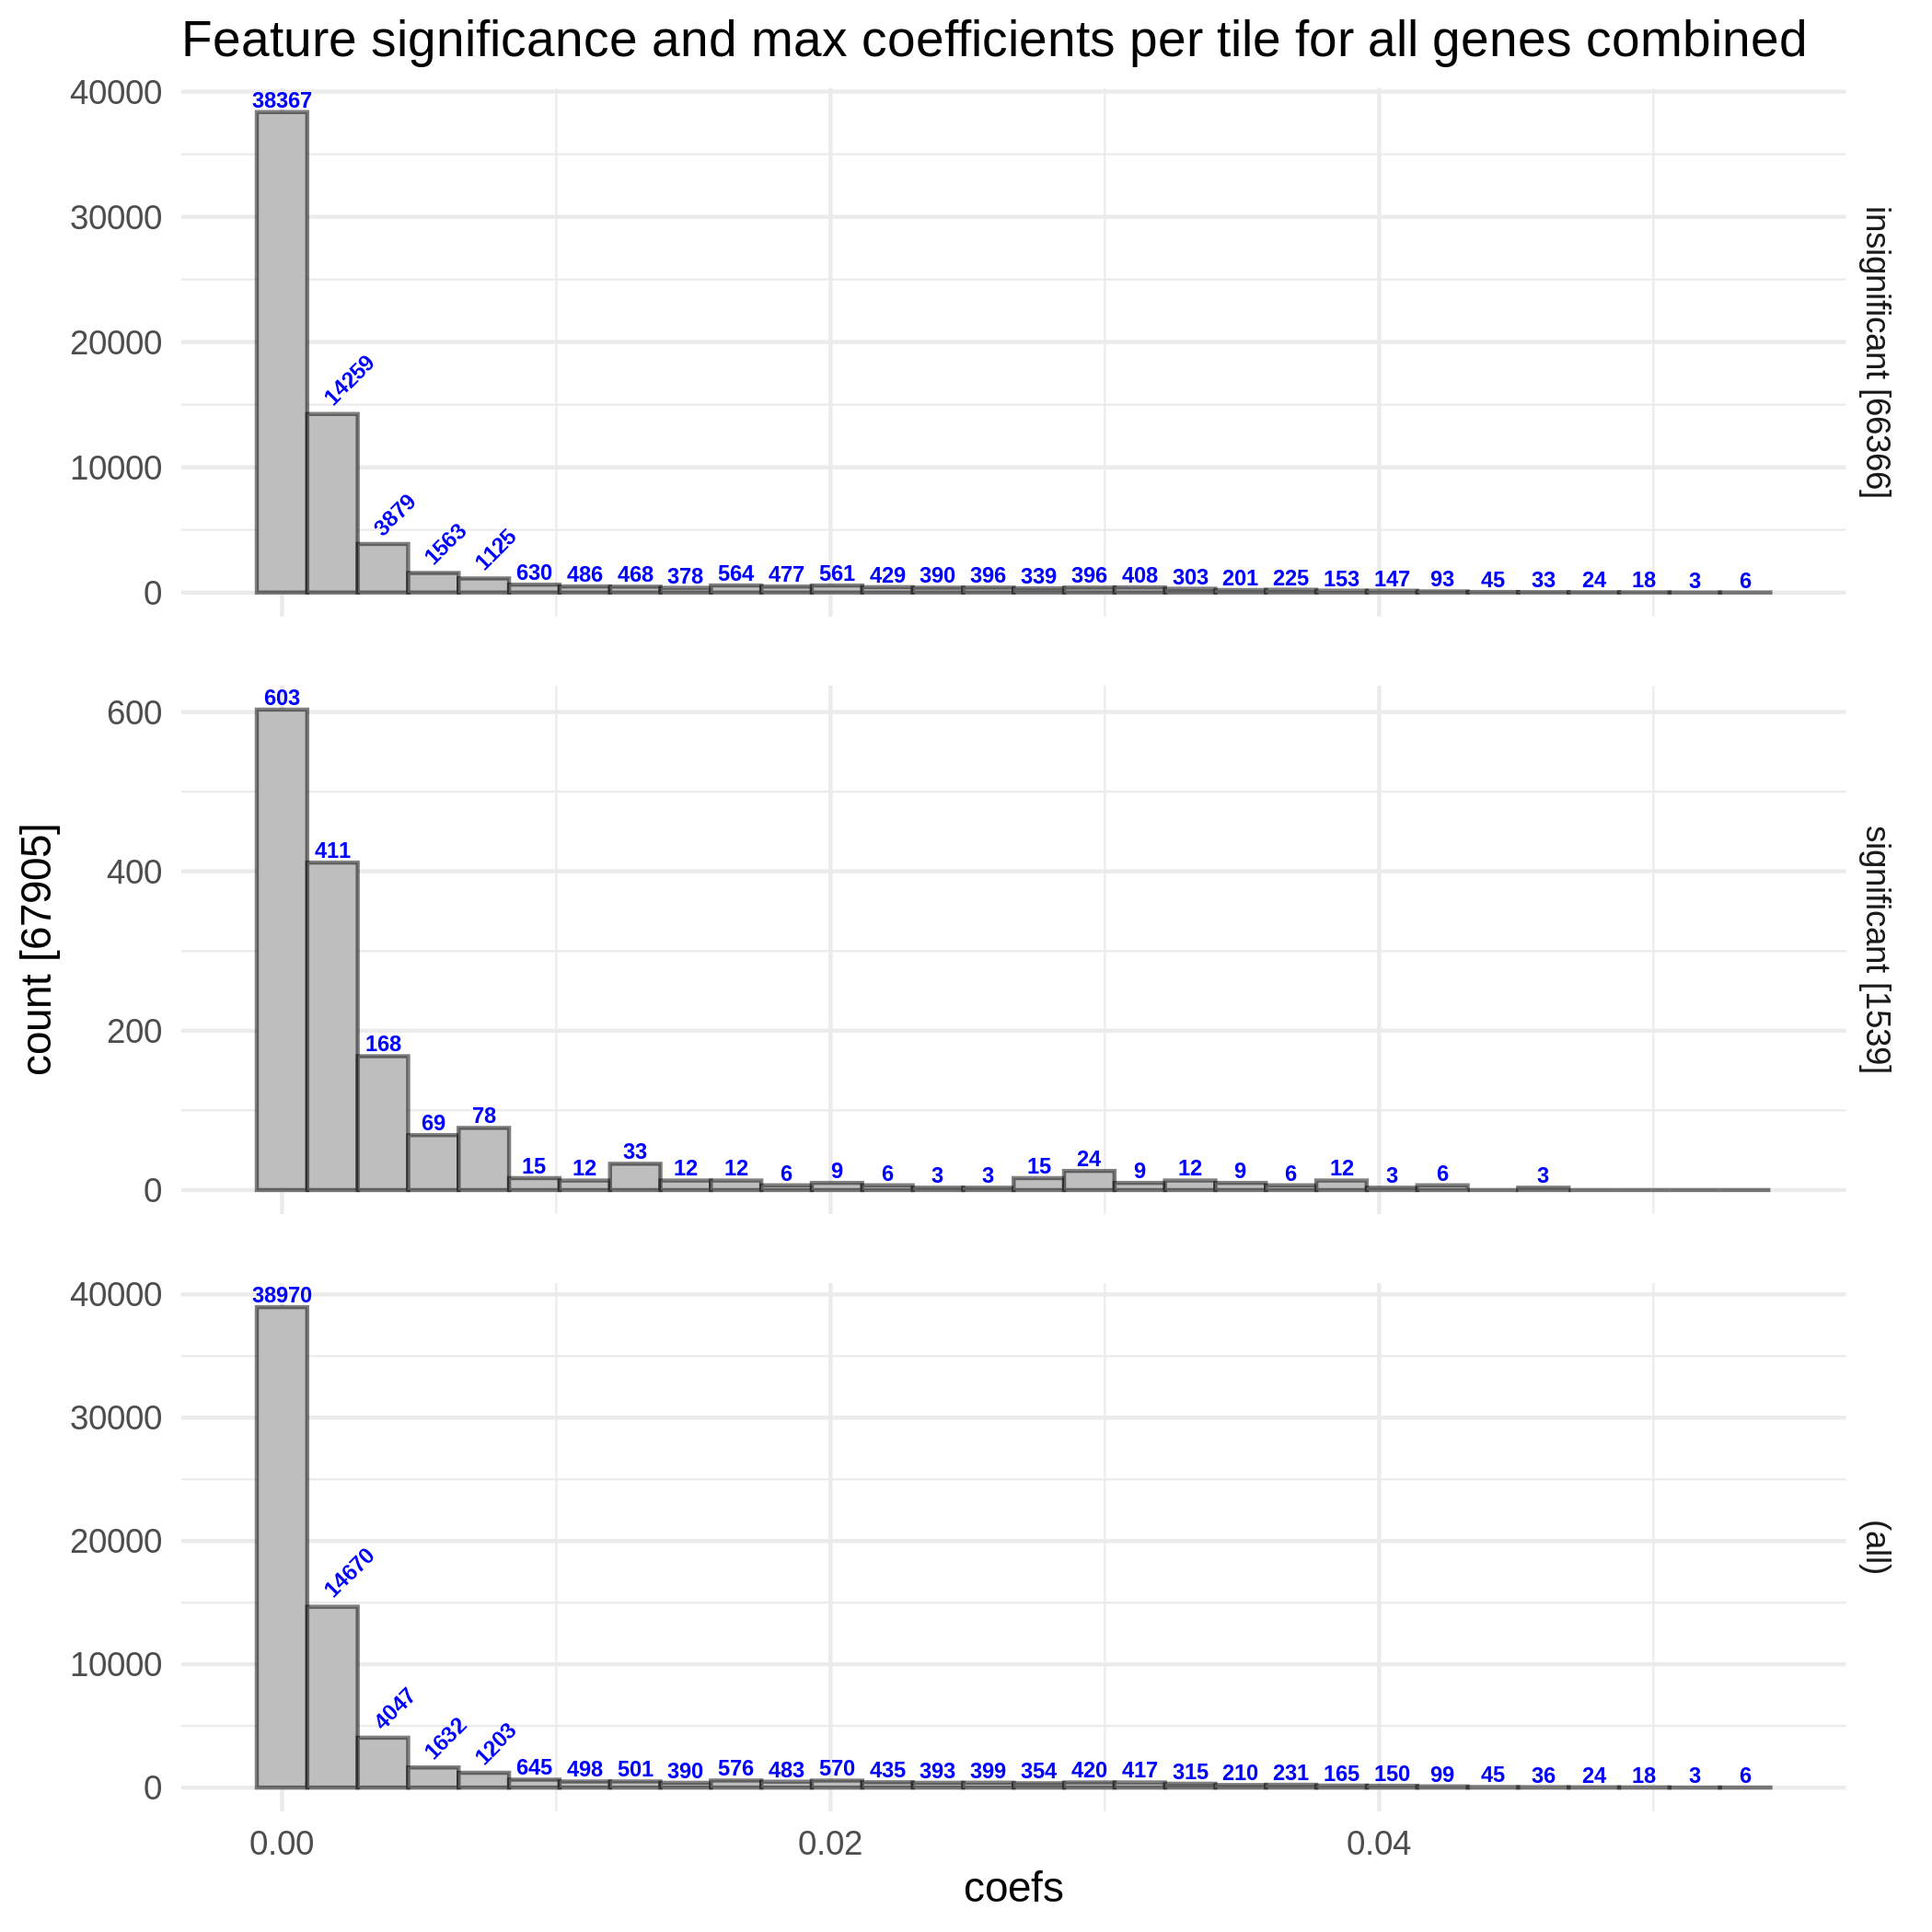 Feature significance and max coefficients per tile for all genes combined
40000
30000
20000
10000
0
38367
14259
3879
1563
1125
630 486 468 378 564 477 561 429 390 396 339 396 408 303 201 225 153 147 93 45 33 24 18 3 6
insignificant [66366]
count [67905]
600
400
200
0
603
411
168
69
78
15 12 33 12 12 6 9 6 3 3 15 24 9 12 9 6 12 3 6 3
significant [1539]
40000
30000
20000
10000
0
38970
14670
4047
1632
1203
645 498 501 390 576 483 570 435 393 399 354 420 417 315 210 231 165 150 99 45 36 24 18 3 6
(all)
0.00 0.02 0.04
coefs